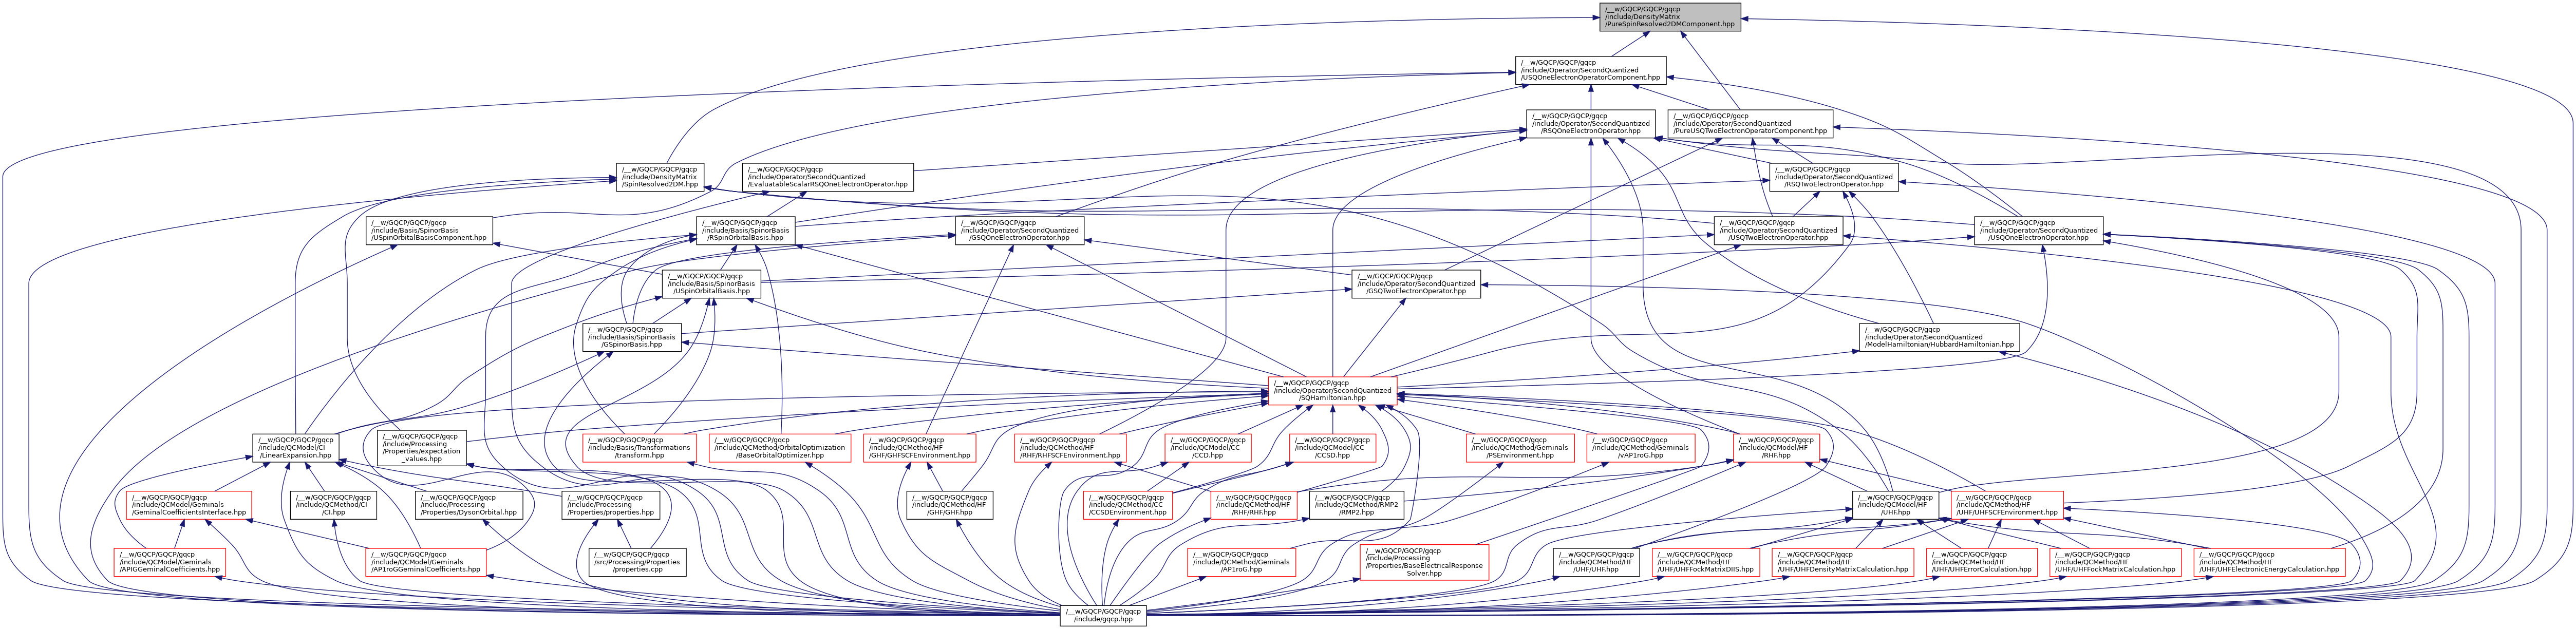 /__w/GQCP/GQCP/gqcp
/include/DensityMatrix
/PureSpinResolved2DMComponent.hpp
/__w/GQCP/GQCP/gqcp
/include/Operator/SecondQuantized
/USQOneElectronOperatorComponent.hpp
/__w/GQCP/GQCP/gqcp
/include/Operator/SecondQuantized
/RSQOneElectronOperator.hpp
/__w/GQCP/GQCP/gqcp
/include/Operator/SecondQuantized
/PureUSQTwoElectronOperatorComponent.hpp
/__w/GQCP/GQCP/gqcp
/include/DensityMatrix
/SpinResolved2DM.hpp
/__w/GQCP/GQCP/gqcp
/include/Operator/SecondQuantized
/EvaluatableScalarRSQOneElectronOperator.hpp
/__w/GQCP/GQCP/gqcp
/include/Operator/SecondQuantized
/RSQTwoElectronOperator.hpp
/__w/GQCP/GQCP/gqcp
/include/Basis/SpinorBasis
/USpinOrbitalBasisComponent.hpp
/__w/GQCP/GQCP/gqcp
/include/Basis/SpinorBasis
/RSpinOrbitalBasis.hpp
/__w/GQCP/GQCP/gqcp
/include/Operator/SecondQuantized
/GSQOneElectronOperator.hpp
/__w/GQCP/GQCP/gqcp
/include/Operator/SecondQuantized
/USQTwoElectronOperator.hpp
/__w/GQCP/GQCP/gqcp
/include/Operator/SecondQuantized
/USQOneElectronOperator.hpp
/__w/GQCP/GQCP/gqcp
/include/Basis/SpinorBasis
/USpinOrbitalBasis.hpp
/__w/GQCP/GQCP/gqcp
/include/Operator/SecondQuantized
/GSQTwoElectronOperator.hpp
/__w/GQCP/GQCP/gqcp
/include/Basis/SpinorBasis
/GSpinorBasis.hpp
/__w/GQCP/GQCP/gqcp
/include/Operator/SecondQuantized
/ModelHamiltonian/HubbardHamiltonian.hpp
/__w/GQCP/GQCP/gqcp
/include/Operator/SecondQuantized
/SQHamiltonian.hpp
/__w/GQCP/GQCP/gqcp
/include/QCModel/CI
/LinearExpansion.hpp
/__w/GQCP/GQCP/gqcp
/include/Processing
/Properties/expectation
_values.hpp
/__w/GQCP/GQCP/gqcp
/include/Basis/Transformations
/transform.hpp
/__w/GQCP/GQCP/gqcp
/include/QCMethod/OrbitalOptimization
/BaseOrbitalOptimizer.hpp
/__w/GQCP/GQCP/gqcp
/include/QCMethod/HF
/GHF/GHFSCFEnvironment.hpp
/__w/GQCP/GQCP/gqcp
/include/QCMethod/HF
/RHF/RHFSCFEnvironment.hpp
/__w/GQCP/GQCP/gqcp
/include/QCModel/CC
/CCD.hpp
/__w/GQCP/GQCP/gqcp
/include/QCModel/CC
/CCSD.hpp
/__w/GQCP/GQCP/gqcp
/include/QCMethod/Geminals
/PSEnvironment.hpp
/__w/GQCP/GQCP/gqcp
/include/QCMethod/Geminals
/vAP1roG.hpp
/__w/GQCP/GQCP/gqcp
/include/QCModel/HF
/RHF.hpp
/__w/GQCP/GQCP/gqcp
/include/QCModel/Geminals
/GeminalCoefficientsInterface.hpp
/__w/GQCP/GQCP/gqcp
/include/QCMethod/CI
/CI.hpp
/__w/GQCP/GQCP/gqcp
/include/Processing
/Properties/DysonOrbital.hpp
/__w/GQCP/GQCP/gqcp
/include/Processing
/Properties/properties.hpp
/__w/GQCP/GQCP/gqcp
/include/QCMethod/HF
/GHF/GHF.hpp
/__w/GQCP/GQCP/gqcp
/include/QCMethod/CC
/CCSDEnvironment.hpp
/__w/GQCP/GQCP/gqcp
/include/QCMethod/HF
/RHF/RHF.hpp
/__w/GQCP/GQCP/gqcp
/include/QCMethod/RMP2
/RMP2.hpp
/__w/GQCP/GQCP/gqcp
/include/QCModel/HF
/UHF.hpp
/__w/GQCP/GQCP/gqcp
/include/QCMethod/HF
/UHF/UHFSCFEnvironment.hpp
/__w/GQCP/GQCP/gqcp
/include/QCModel/Geminals
/APIGGeminalCoefficients.hpp
/__w/GQCP/GQCP/gqcp
/include/QCModel/Geminals
/AP1roGGeminalCoefficients.hpp
/__w/GQCP/GQCP/gqcp
/src/Processing/Properties
/properties.cpp
/__w/GQCP/GQCP/gqcp
/include/QCMethod/Geminals
/AP1roG.hpp
/__w/GQCP/GQCP/gqcp
/include/Processing
/Properties/BaseElectricalResponse
Solver.hpp
/__w/GQCP/GQCP/gqcp
/include/QCMethod/HF
/UHF/UHF.hpp
/__w/GQCP/GQCP/gqcp
/include/QCMethod/HF
/UHF/UHFFockMatrixDIIS.hpp
/__w/GQCP/GQCP/gqcp
/include/QCMethod/HF
/UHF/UHFDensityMatrixCalculation.hpp
/__w/GQCP/GQCP/gqcp
/include/QCMethod/HF
/UHF/UHFErrorCalculation.hpp
/__w/GQCP/GQCP/gqcp
/include/QCMethod/HF
/UHF/UHFFockMatrixCalculation.hpp
/__w/GQCP/GQCP/gqcp
/include/QCMethod/HF
/UHF/UHFElectronicEnergyCalculation.hpp
/__w/GQCP/GQCP/gqcp
/include/gqcp.hpp